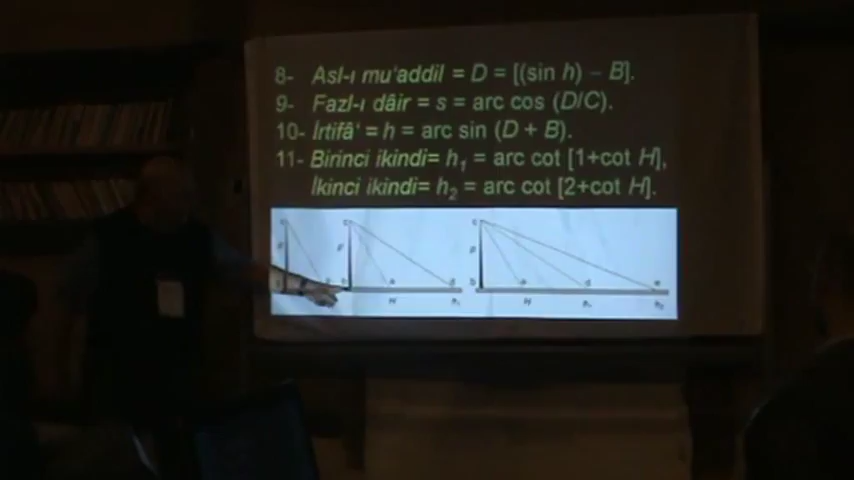 8- Asl-ı mu'addil = D = [(sin h) – B].
9- Fazl-ı dâir = s = arc cos (D/C).
10- İrtifâ' = h = arc sin (D + B).
11- Birinci ikindi= h₁ = arc cot [1+cot H],
İkinci ikindi= h₂ = arc cot [2+cot H].